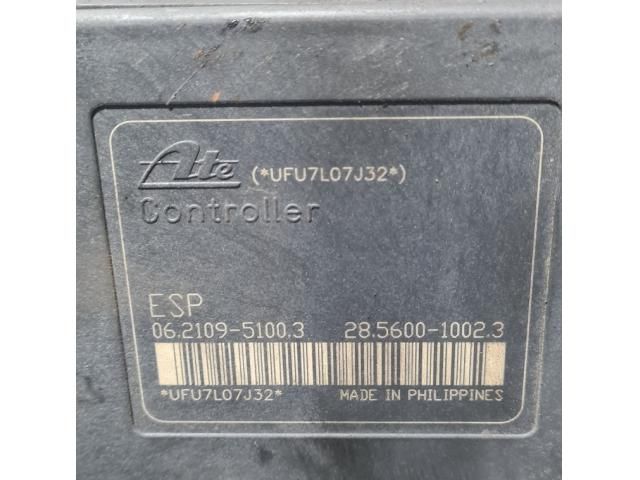 Ate (*UFU7L07J32*)
Controller
ESP
06.2109-5100.3 28.5600-1002.3
*UFU7L07J32* MADE IN PHILIPPINES